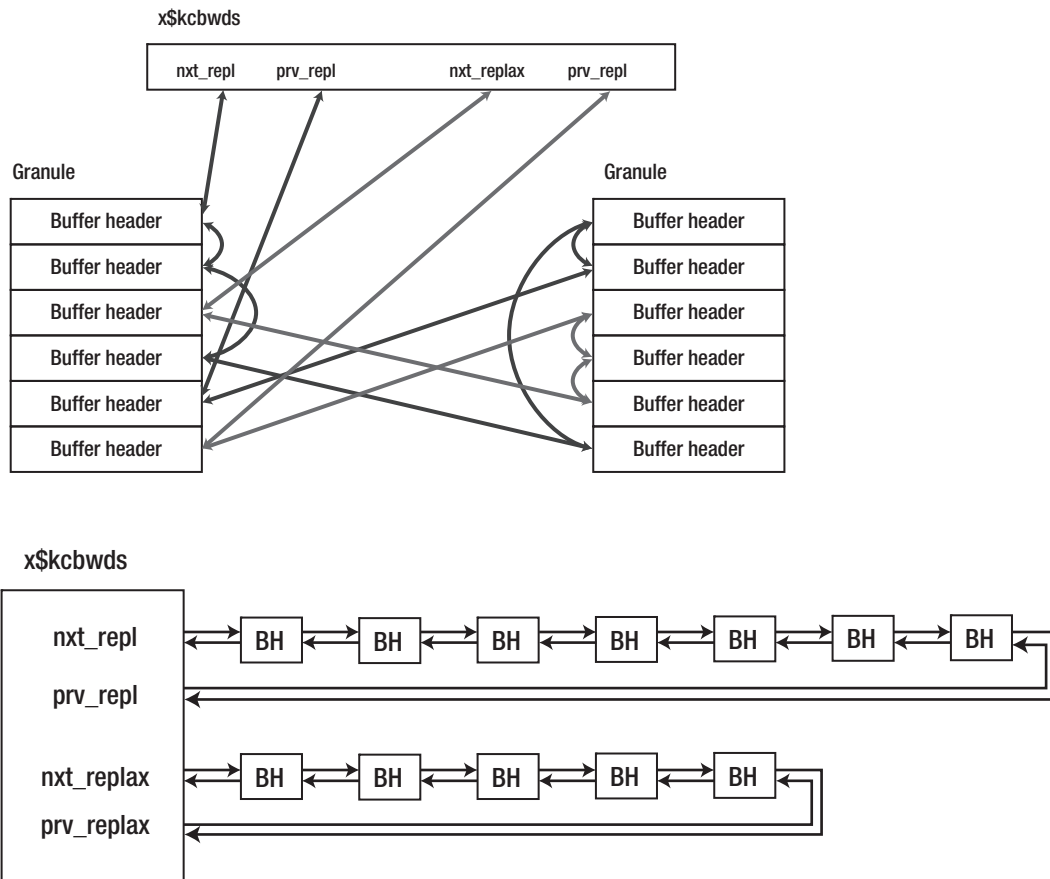 x$kcbwds
nxt_repl prv_repl nxt_replax prv_repl
Granule Granule
Buffer header Buffer header
Buffer header Buffer header
Buffer header Buffer header
Buffer header Buffer header
Buffer header Buffer header
Buffer header Buffer header
x$kcbwds
nxt_repl BH BH BH BH BH BH BH
prv_repl
nxt_replax BH BH BH BH BH
prv_replax